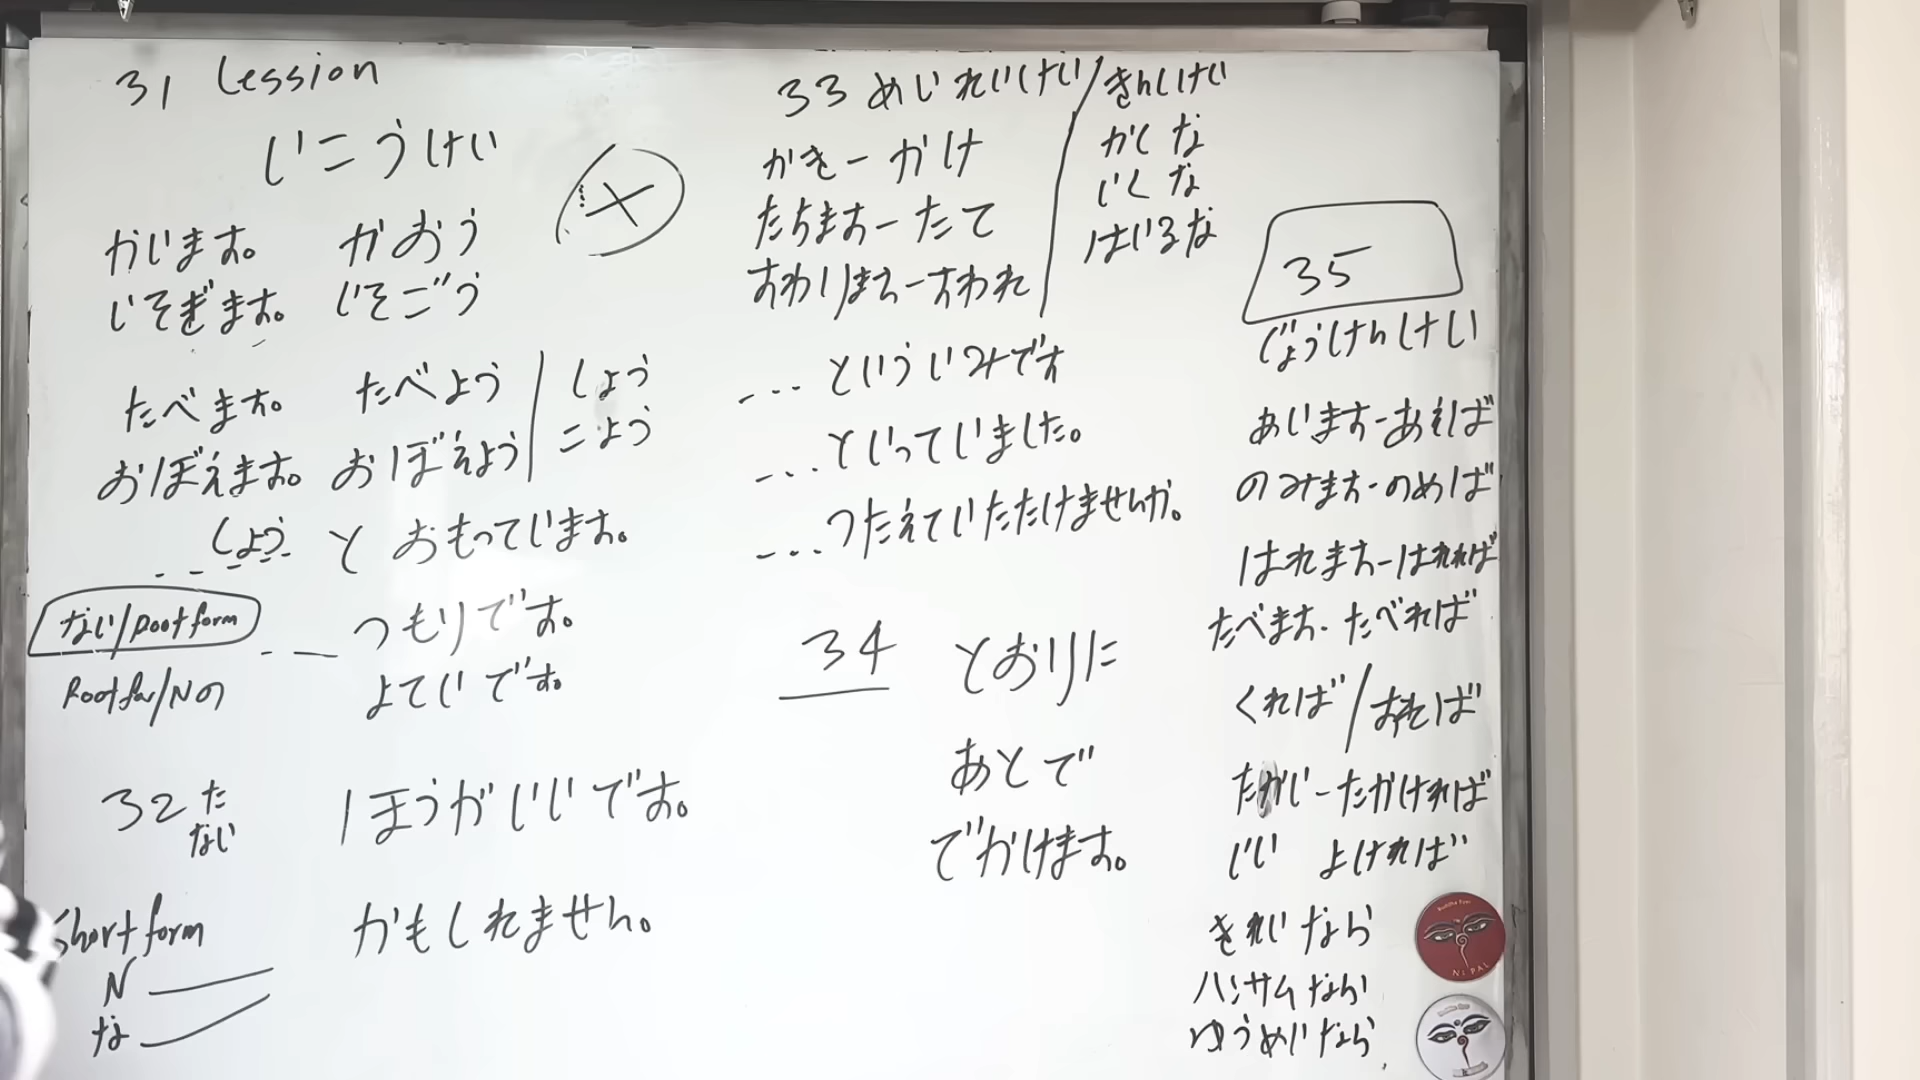 31 Lession
いこうけい
かいます。 かおう
いそぎます。 いそごう
たべます。 たべよう / しよう
おぼえます。 おぼえよう / こよう
...しよう と おもっています。
ない/Root form -- つもりです。
Rootfor/Nの よていです。
32 た ない ほうがいいです。
Short form かもしれません。
N
な
33 めいれいけい/きんしけい
かきーかけ
たちますーたて
すわりますーすわれ
かくな
いくな
はいるな
...といういみです
...といっていました。
...つたえていただけませんか。
34 とおりに
あとで
でかけます。
35
じょうけんけい
あいますーあえば
のみます-のめば
はれますーはれれば
たべます-たべれば
くれば/すれば
たかいーたかければ
いい よければ
きれいなら
ハンサムなら
ゆうめいなら
NEPAL